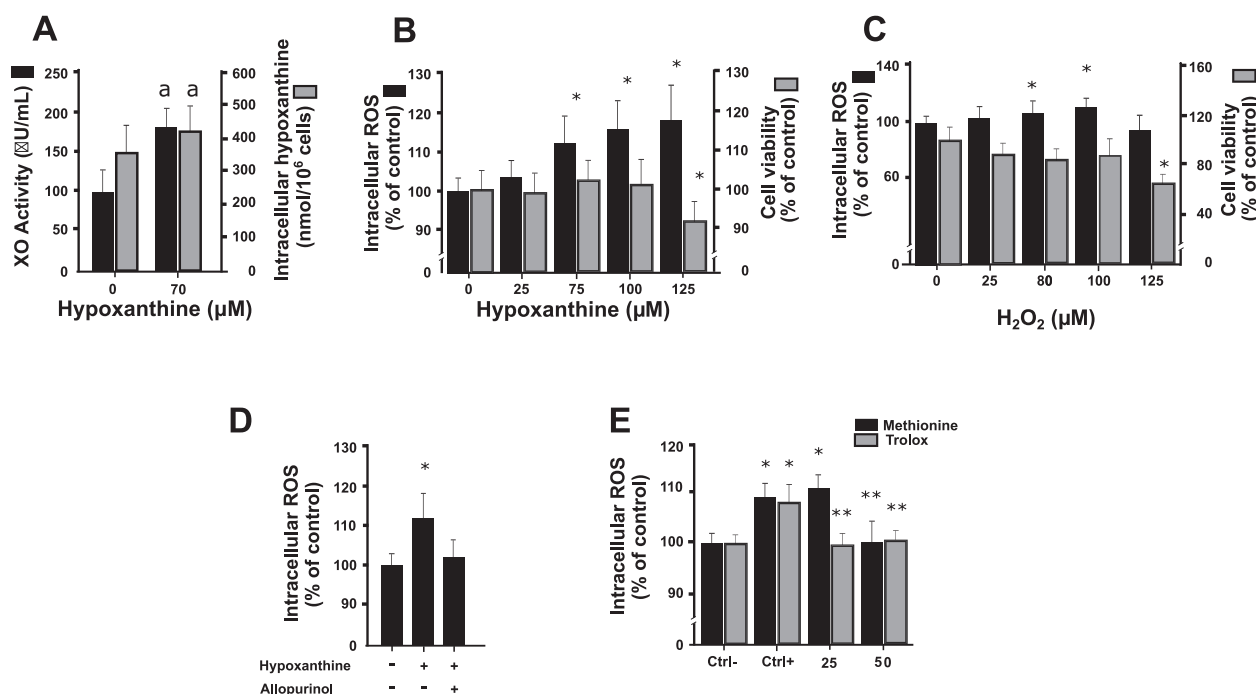 A
XO Activity (☒U/mL)
250
200
150
100
50
0
a a
600
500
400
300
200
100
0
Intracellular hypoxanthine
(nmol/10⁶ cells)
0 70
Hypoxanthine (µM)
B
Intracellular ROS
(% of control)
130
120
110
100
90
0
* * * *
130
120
110
100
90
0
Cell viability
(% of control)
0 25 75 100 125
Hypoxanthine (µM)
C
Intracellular ROS
(% of control)
140
100
60
0
* * *
160
120
80
40
0
Cell viability
(% of control)
0 25 80 100 125
H₂O₂ (µM)
D
Intracellular ROS
(% of control)
130
120
110
100
90
0
*
Hypoxanthine - + +
Allopurinol - - +
E
Methionine
Trolox
Intracellular ROS
(% of control)
120
110
100
90
0
* * * ** ** **
Ctrl- Ctrl+ 25 50